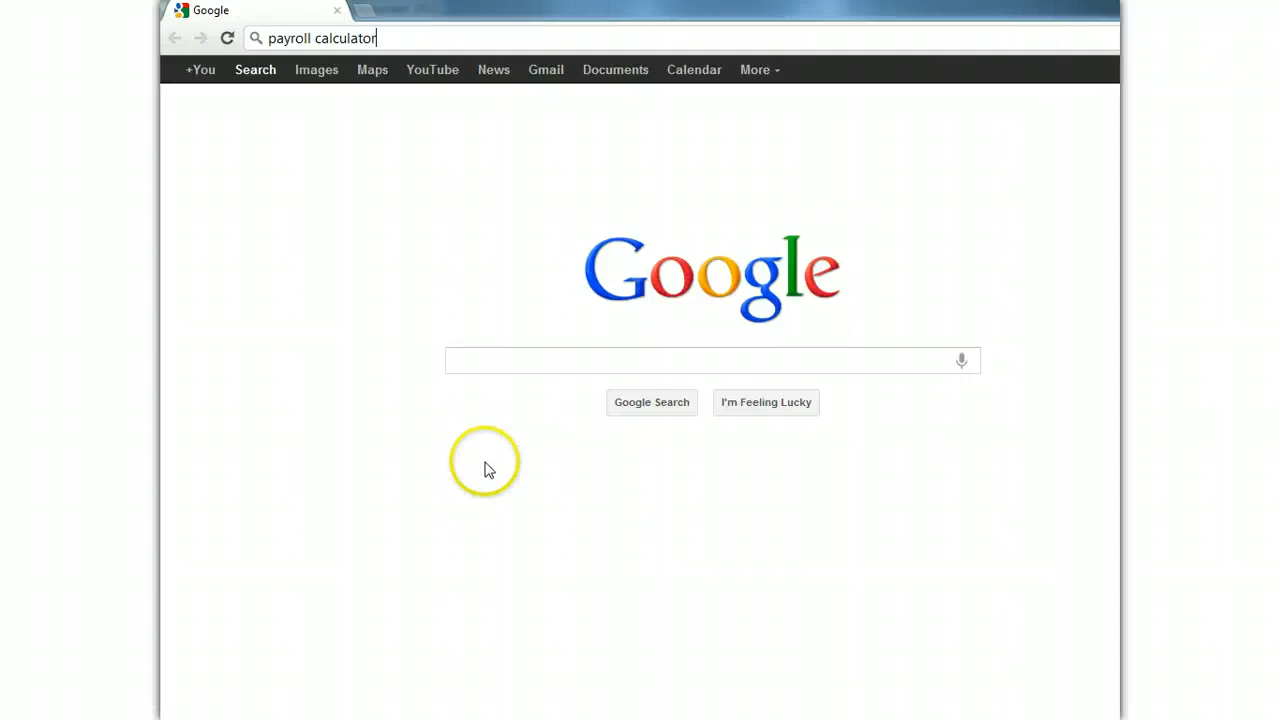 Google
payroll calculator
+You Search Images Maps YouTube News Gmail Documents Calendar More
Google
Google Search I'm Feeling Lucky